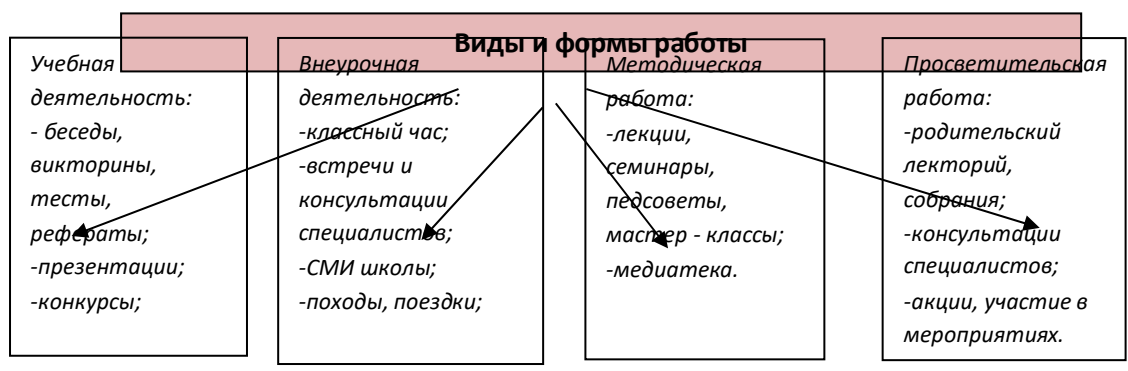 Виды и формы работы
Учебная
деятельность:
- беседы,
викторины,
тесты,
рефераты;
-презентации;
-конкурсы;
Внеурочная
деятельность:
-классный час;
-встречи и
консультации
специалистов;
-СМИ школы;
-походы, поездки;
Методическая
работа:
-лекции,
семинары,
педсоветы,
мастер - классы;
-медиатека.
Просветительская
работа:
-родительский
лекторий,
собрания;
-консультации
специалистов;
-акции, участие в
мероприятиях.